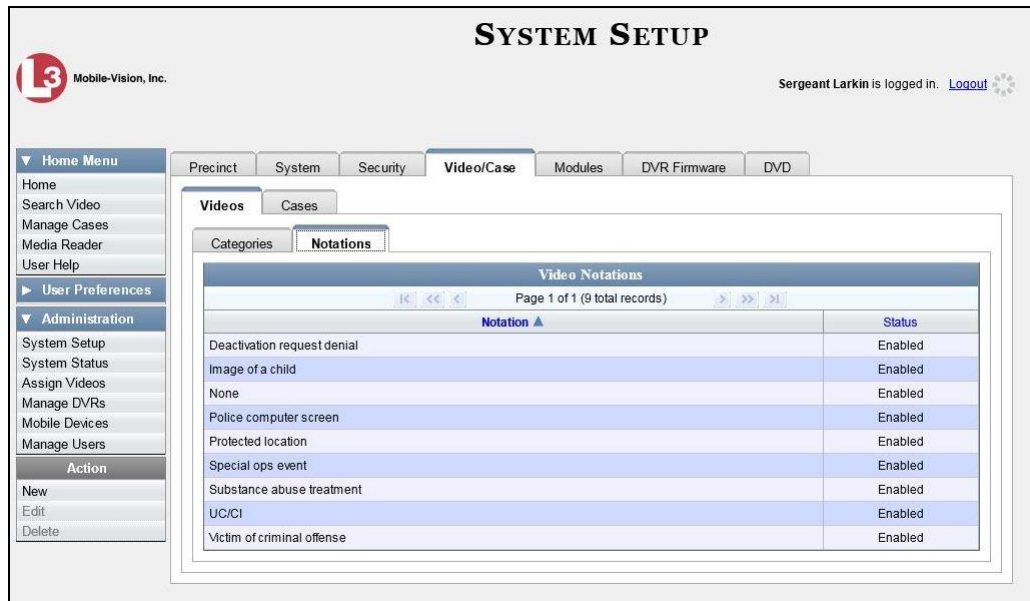 SYSTEM SETUP
L3 Mobile-Vision, Inc.
Sergeant Larkin is logged in. Logout
▼ Home Menu
Home
Search Video
Manage Cases
Media Reader
User Help
▶ User Preferences
▼ Administration
System Setup
System Status
Assign Videos
Manage DVRs
Mobile Devices
Manage Users
Action
New
Edit
Delete
Precinct System Security Video/Case Modules DVR Firmware DVD
Videos Cases
Categories Notations
Video Notations
|< << < Page 1 of 1 (9 total records) > >> >|
Notation ▲ Status
Deactivation request denial Enabled
Image of a child Enabled
None Enabled
Police computer screen Enabled
Protected location Enabled
Special ops event Enabled
Substance abuse treatment Enabled
UC/CI Enabled
Victim of criminal offense Enabled